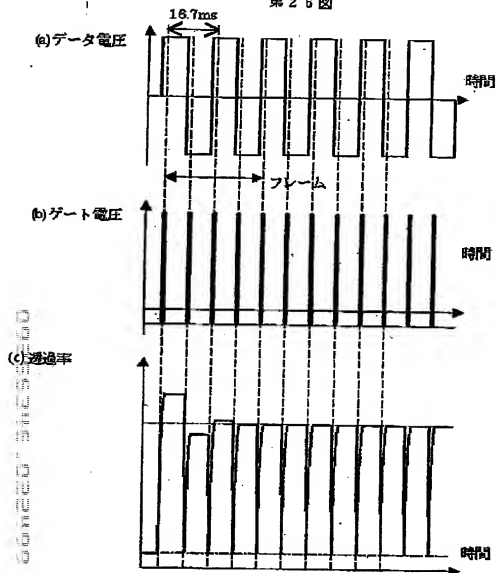 第25図
16.7ms
(a)データ電圧
時間
フレーム
(b)ゲート電圧
時間
(c)透過率
時間